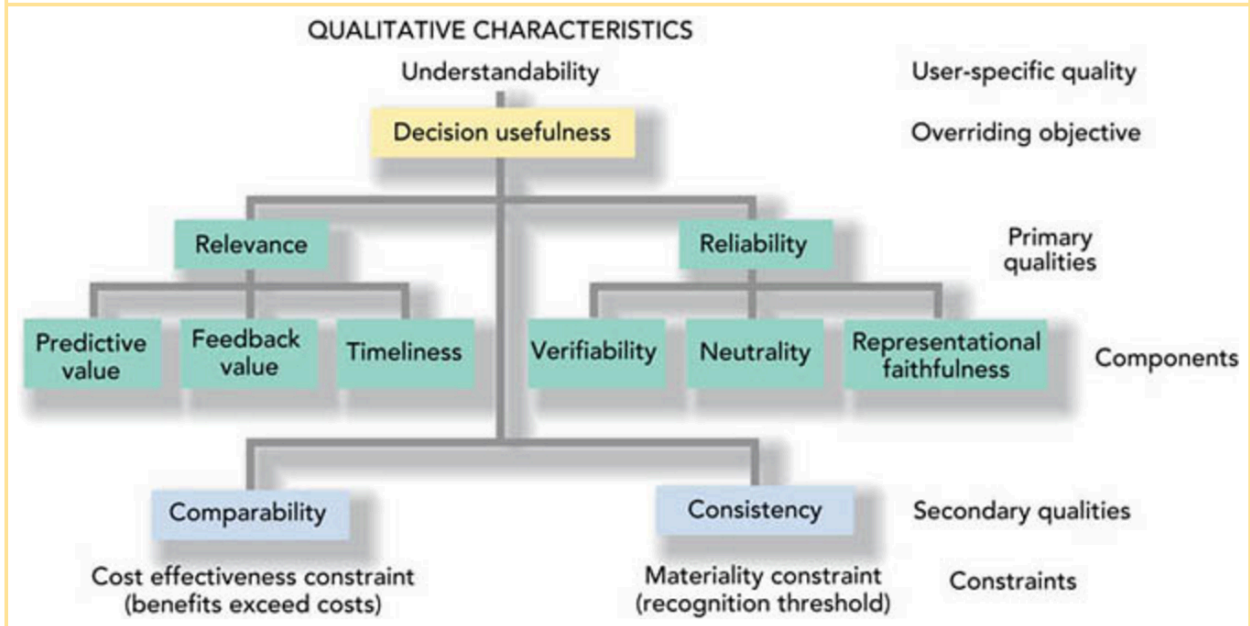 QUALITATIVE CHARACTERISTICS
Understandability
User-specific quality
Decision usefulness
Overriding objective
Relevance
Reliability
Primary
qualities
Predictive
value
Feedback
value
Timeliness
Verifiability
Neutrality
Representational
faithfulness
Components
Comparability
Consistency
Secondary qualities
Cost effectiveness constraint
(benefits exceed costs)
Materiality constraint
(recognition threshold)
Constraints